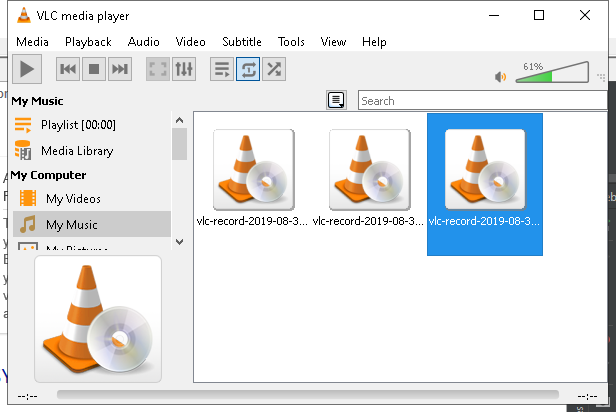 VLC media player
Media Playback Audio Video Subtitle Tools View Help
61%
My Music
Search
Playlist [00:00]
Media Library
My Computer
My Videos
My Music
My Pictures
vlc-record-2019-08-3... vlc-record-2019-08-3... vlc-record-2019-08-3...
--:-- --:--